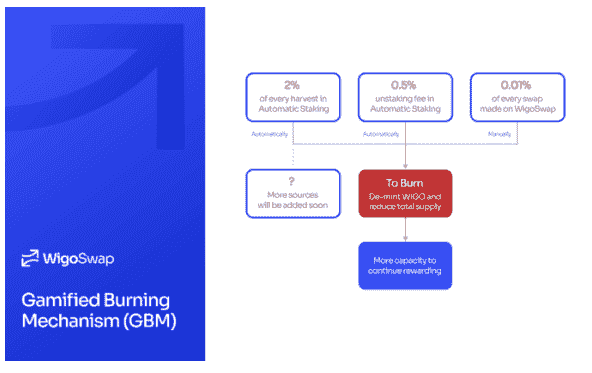 WigoSwap
Gamified Burning
Mechanism (GBM)
2%
of every harvest in
Automatic Staking
0.5%
unstaking fee in
Automatic Staking
0.01%
of every swap
made on WigoSwap
Automatically
Automatically
Manually
?
More sources
will be added soon
To Burn
De-mint WIGO and
reduce total supply
More capacity to
continue rewarding